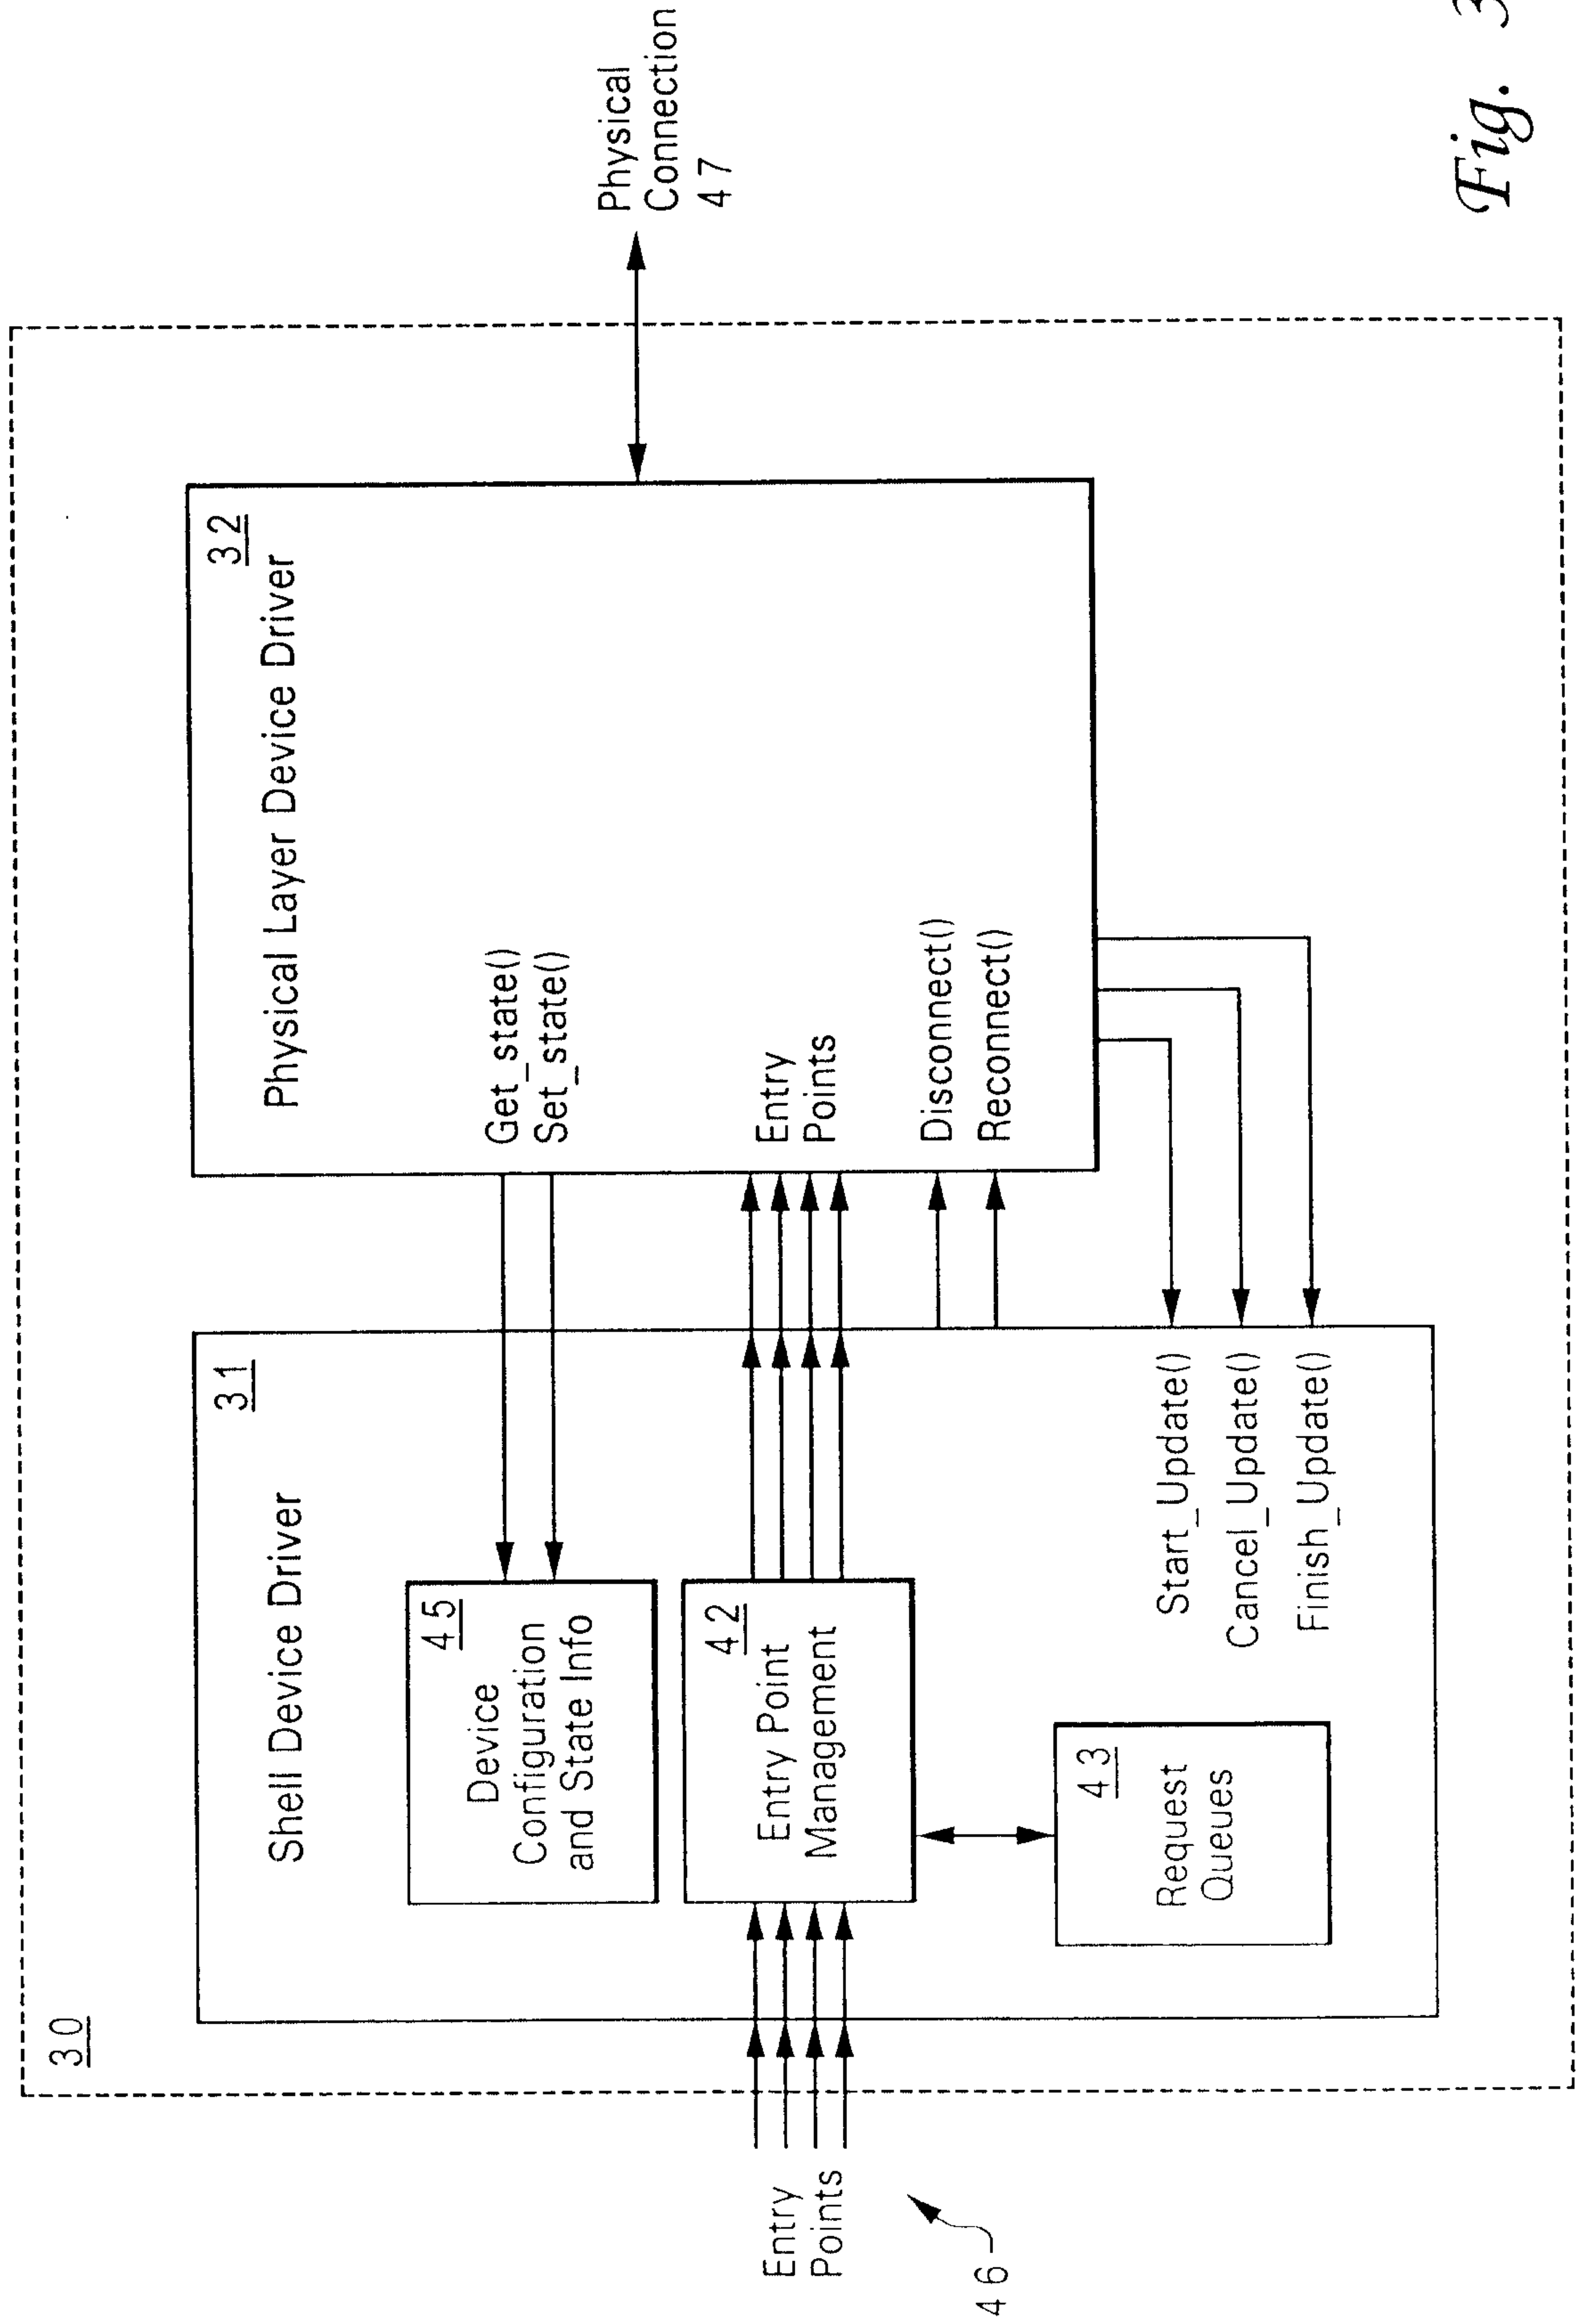 30
Shell Device Driver
31
45
Device
Configuration
and State Info
42
Entry Point
Management
43
Request
Queues
Start_Update()
Cancel_Update()
Finish_Update()
Entry
Points
46
32
Physical Layer Device Driver
Get_state()
Set_state()
Entry
Points
Disconnect()
Reconnect()
Physical
Connection
47
Fig. 3